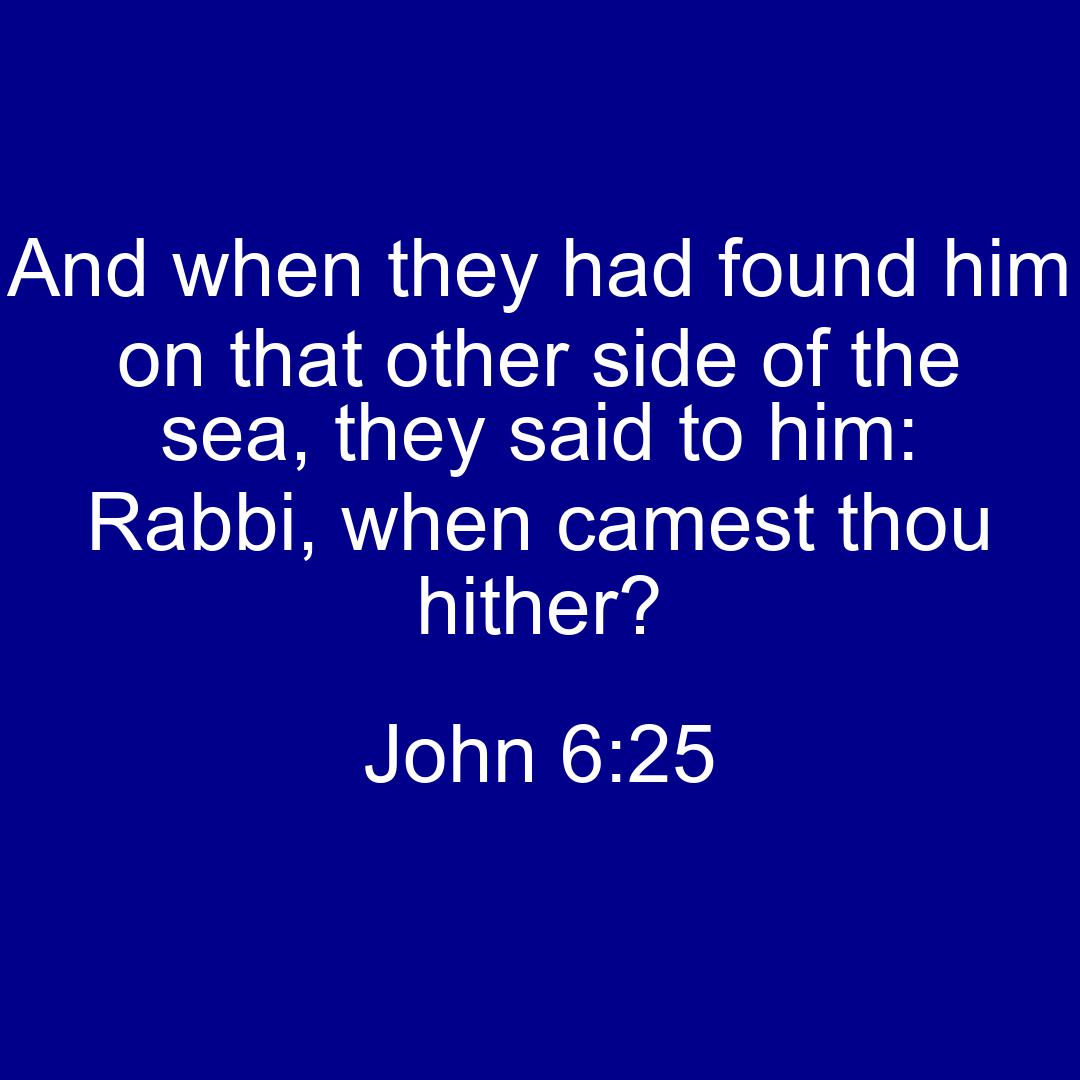 And when they had found him
on that other side of the
sea, they said to him:
Rabbi, when camest thou
hither?
John 6:25